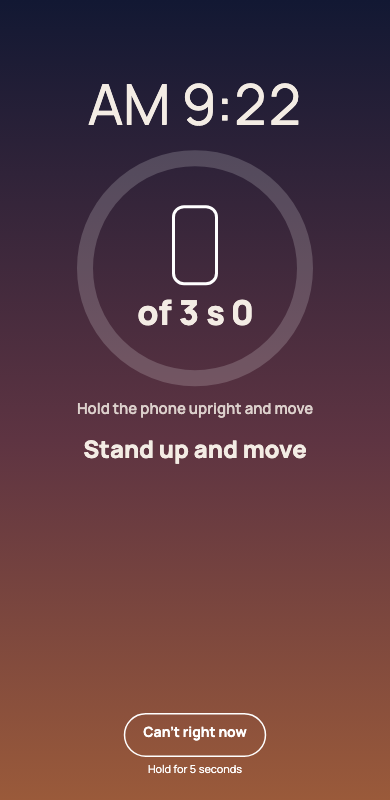 AM 9:22
of 3 s 0
Hold the phone upright and move
Stand up and move
Can't right now
Hold for 5 seconds